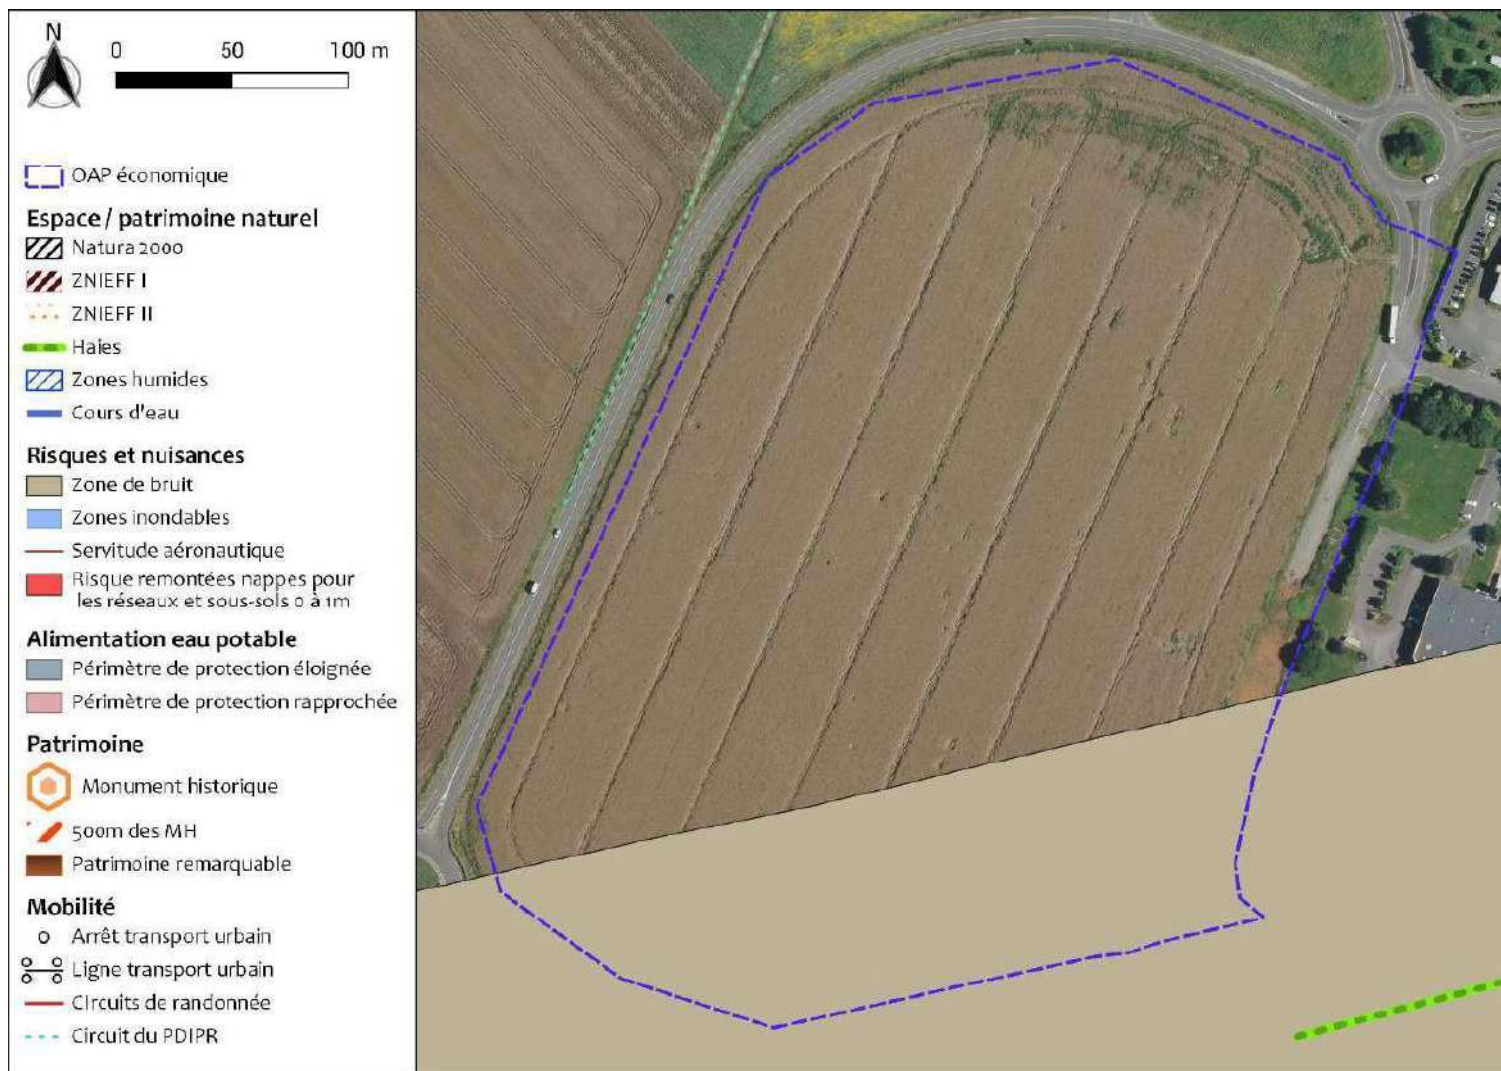 N
0 50 100 m
OAP économique
Espace / patrimoine naturel
Natura 2000
ZNIEFF I
ZNIEFF II
Haies
Zones humides
Cours d'eau
Risques et nuisances
Zone de bruit
Zones inondables
Servitude aéronautique
Risque remontées nappes pour
les réseaux et sous-sols 0 à 1m
Alimentation eau potable
Périmètre de protection éloignée
Périmètre de protection rapprochée
Patrimoine
Monument historique
500m des MH
Patrimoine remarquable
Mobilité
Arrêt transport urbain
Ligne transport urbain
Circuits de randonnée
Circuit du PDIPR